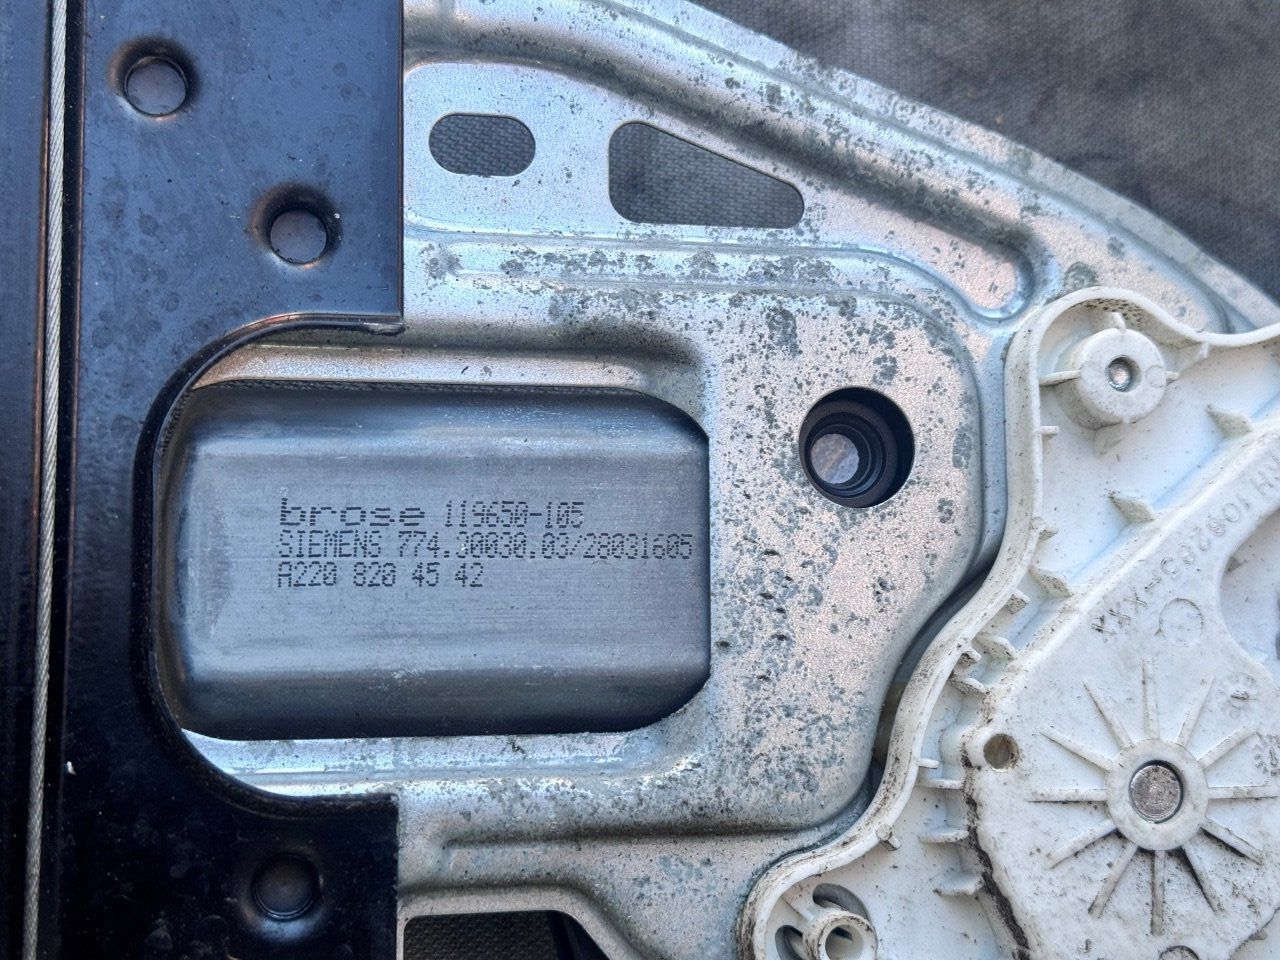 brose 119650-105
SIEMENS 774.30030.03/28031605
A220 820 45 42